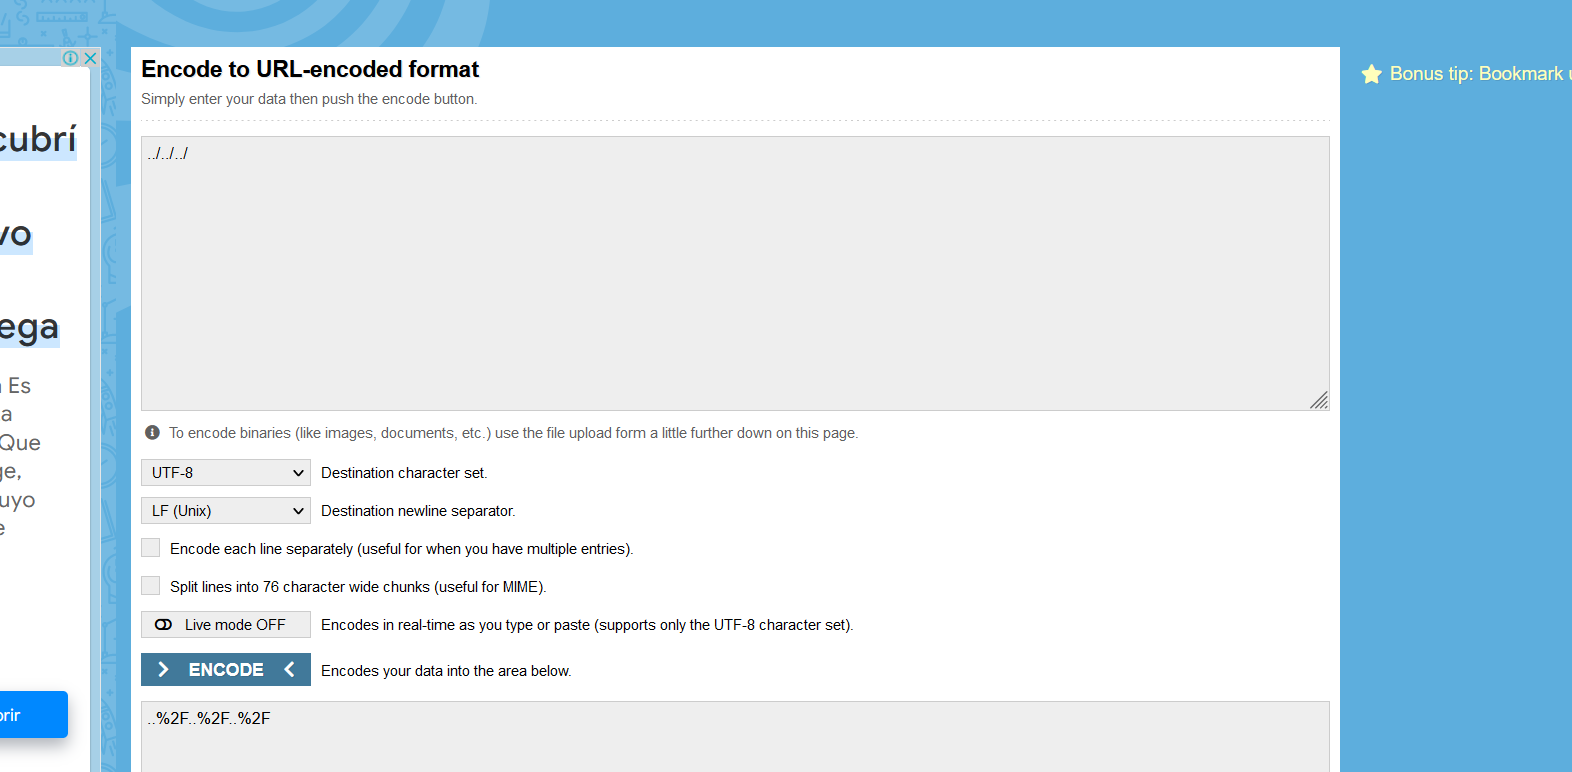 Encode to URL-encoded format
Simply enter your data then push the encode button.
Bonus tip: Bookmark
../../../
To encode binaries (like images, documents, etc.) use the file upload form a little further down on this page.
UTF-8 Destination character set.
LF (Unix) Destination newline separator.
Encode each line separately (useful for when you have multiple entries).
Split lines into 76 character wide chunks (useful for MIME).
Live mode OFF Encodes in real-time as you type or paste (supports only the UTF-8 character set).
> ENCODE < Encodes your data into the area below.
..%2F..%2F..%2F
cubrí
vo
ega
Es
a
Que
ge,
uyo
e
rir